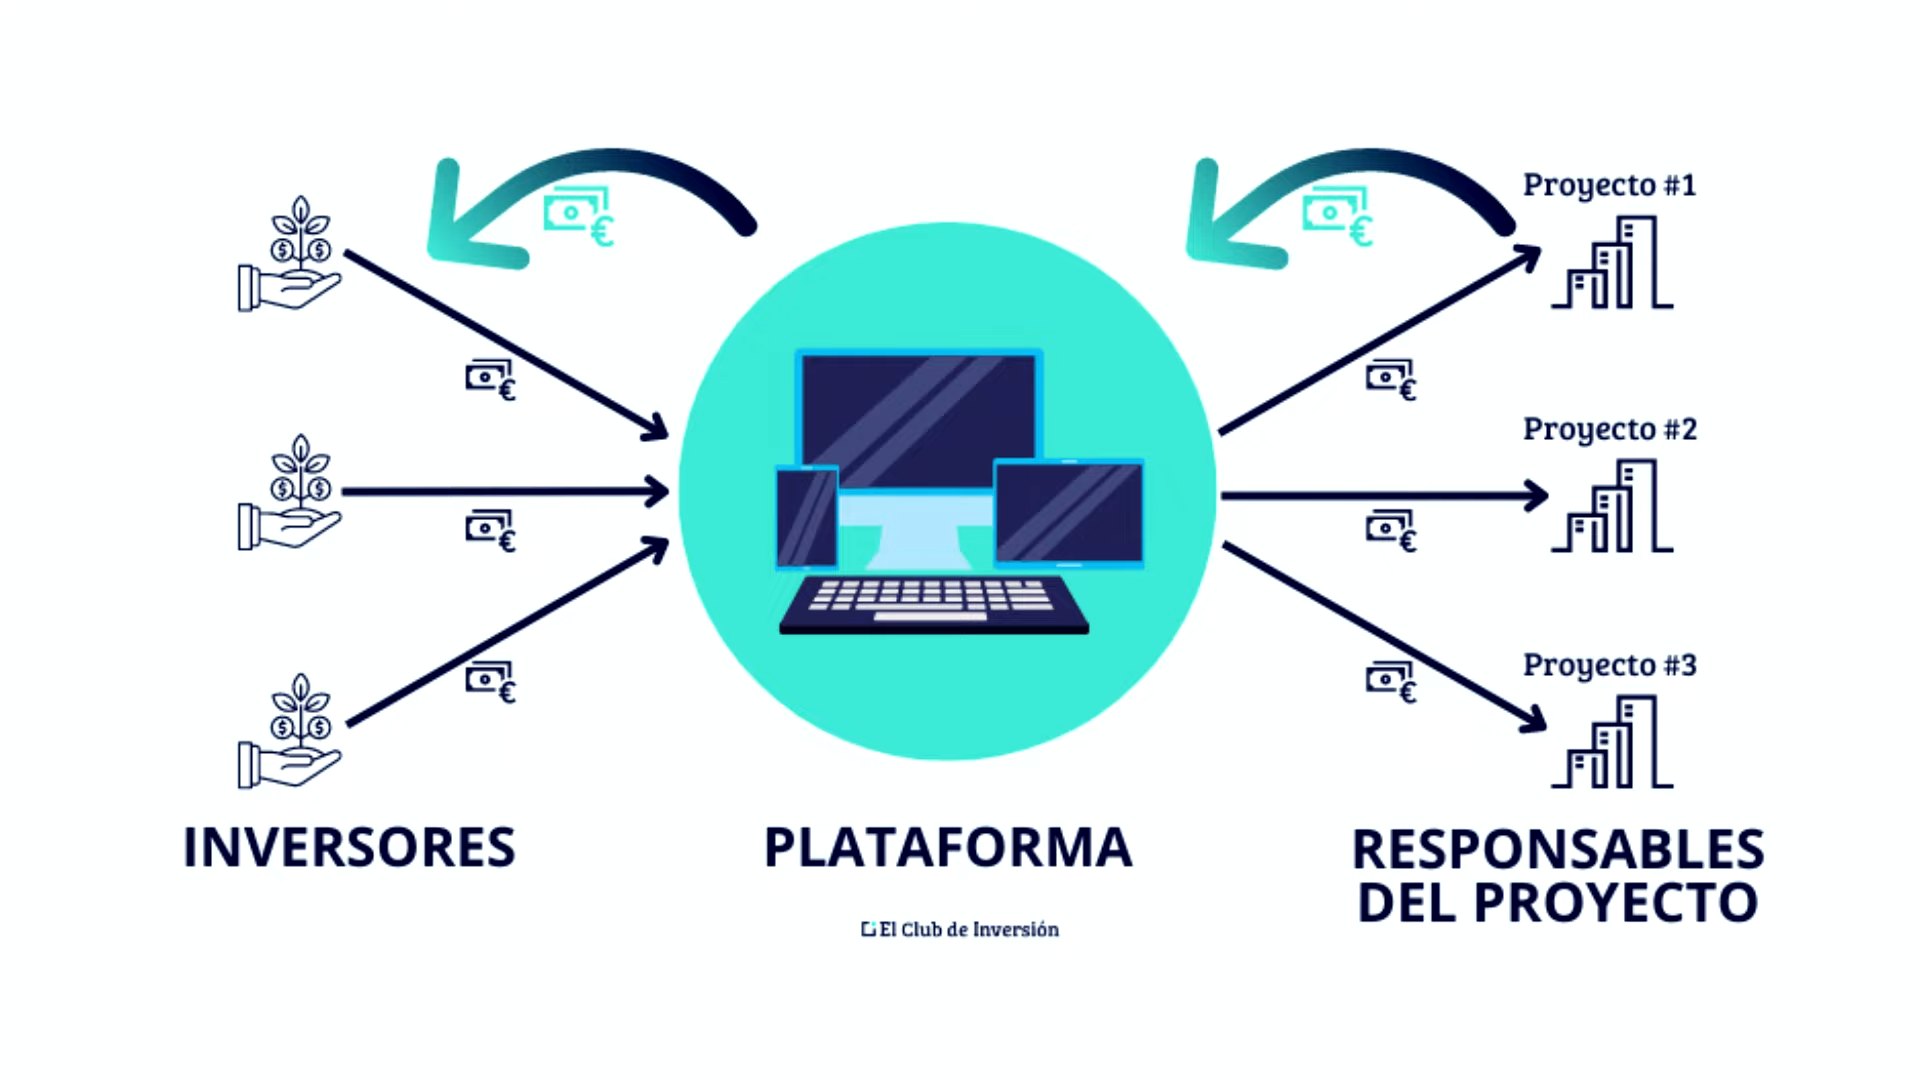 Proyecto #1
Proyecto #2
Proyecto #3
INVERSORES
PLATAFORMA
RESPONSABLES
DEL PROYECTO
El Club de Inversión